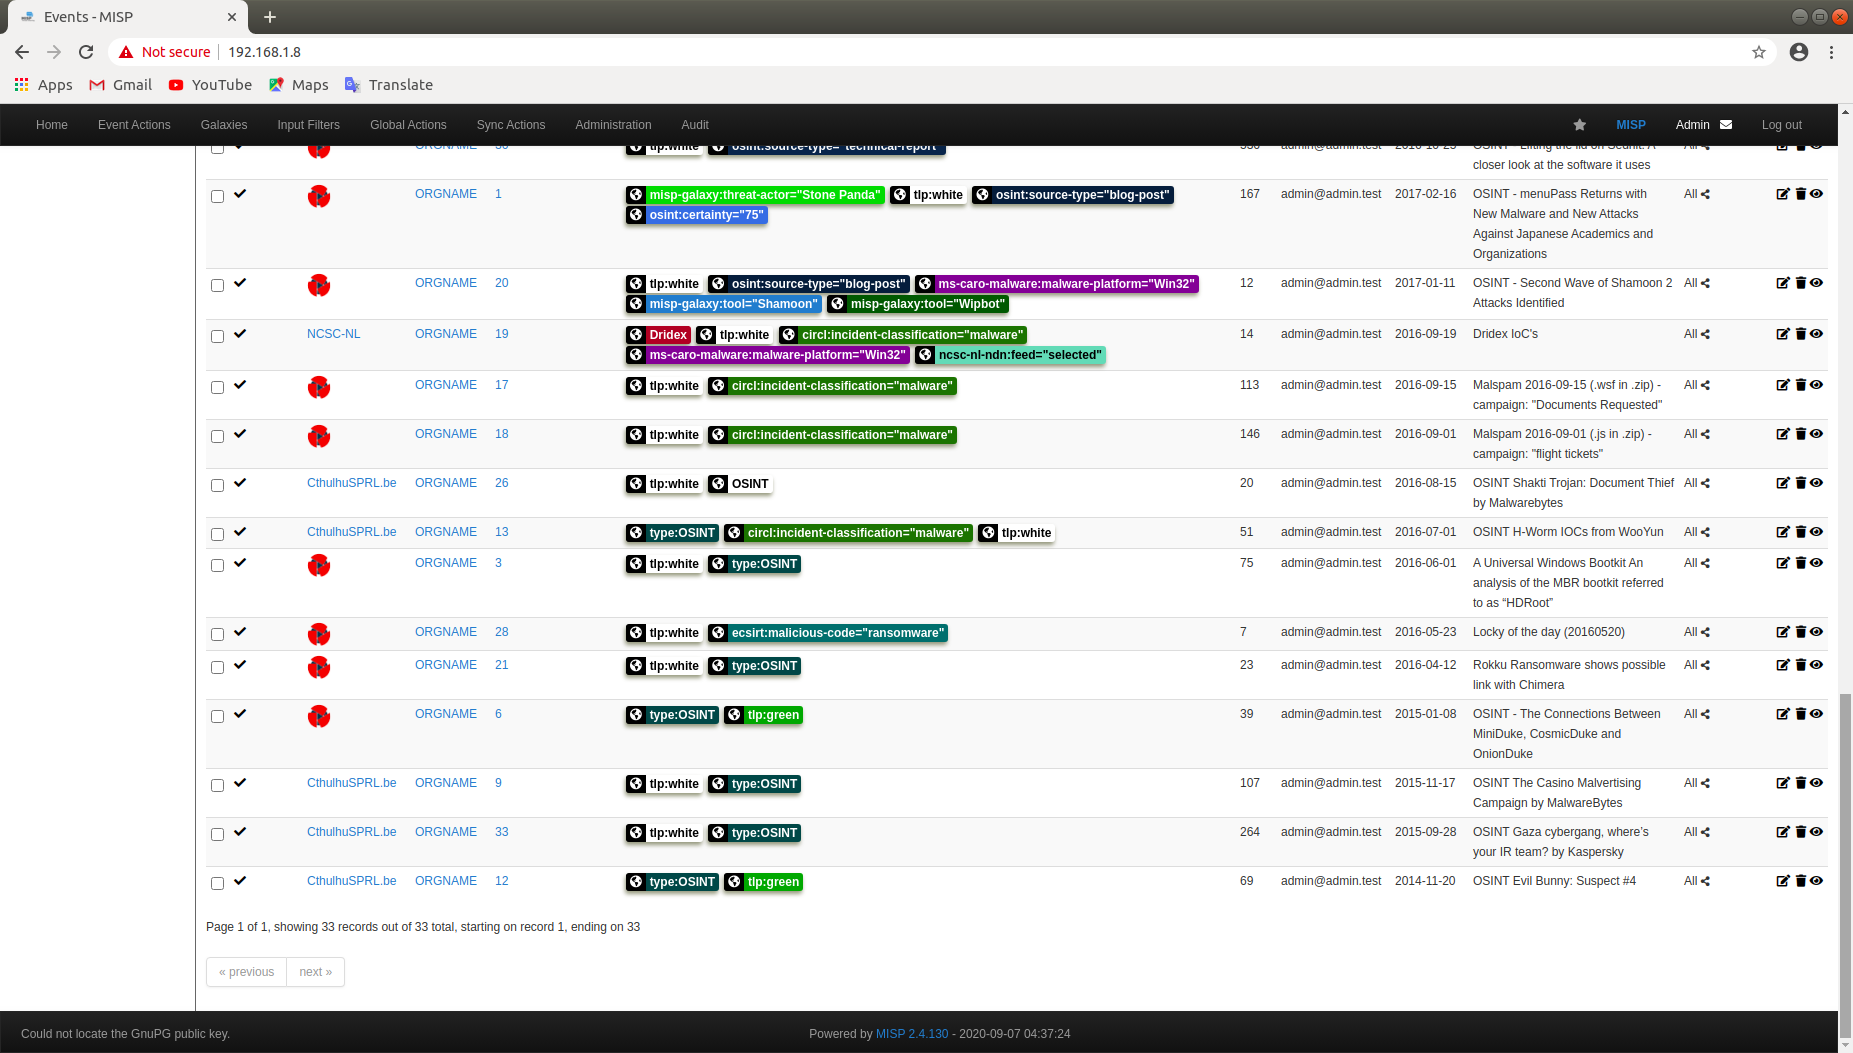 Events - MISP
Not secure | 192.168.1.8
Apps Gmail YouTube Maps Translate
Home Event Actions Galaxies Input Filters Global Actions Sync Actions Administration Audit MISP Admin Log out
ORGNAME tlp:white osint:source-type="technical-report" admin@admin.test OSINT - Lifting the lid on Sednit: A All
closer look at the software it uses
ORGNAME 1 misp-galaxy:threat-actor="Stone Panda" tlp:white osint:source-type="blog-post" 167 admin@admin.test 2017-02-16 OSINT - menuPass Returns with All
osint:certainty="75" New Malware and New Attacks
Against Japanese Academics and
Organizations
ORGNAME 20 tlp:white osint:source-type="blog-post" ms-caro-malware:malware-platform="Win32" 12 admin@admin.test 2017-01-11 OSINT - Second Wave of Shamoon 2 All
misp-galaxy:tool="Shamoon" misp-galaxy:tool="Wipbot" Attacks Identified
NCSC-NL ORGNAME 19 Dridex tlp:white circl:incident-classification="malware" 14 admin@admin.test 2016-09-19 Dridex IoC's All
ms-caro-malware:malware-platform="Win32" ncsc-nl-ndn:feed="selected"
ORGNAME 17 tlp:white circl:incident-classification="malware" 113 admin@admin.test 2016-09-15 Malspam 2016-09-15 (.wsf in .zip) - All
campaign: "Documents Requested"
ORGNAME 18 tlp:white circl:incident-classification="malware" 146 admin@admin.test 2016-09-01 Malspam 2016-09-01 (.js in .zip) - All
campaign: "flight tickets"
CthulhuSPRL.be ORGNAME 26 tlp:white OSINT 20 admin@admin.test 2016-08-15 OSINT Shakti Trojan: Document Thief All
by Malwarebytes
CthulhuSPRL.be ORGNAME 13 type:OSINT circl:incident-classification="malware" tlp:white 51 admin@admin.test 2016-07-01 OSINT H-Worm IOCs from WooYun All
ORGNAME 3 tlp:white type:OSINT 75 admin@admin.test 2016-06-01 A Universal Windows Bootkit An All
analysis of the MBR bootkit referred
to as “HDRoot”
ORGNAME 28 tlp:white ecsirt:malicious-code="ransomware" 7 admin@admin.test 2016-05-23 Locky of the day (20160520) All
ORGNAME 21 tlp:white type:OSINT 23 admin@admin.test 2016-04-12 Rokku Ransomware shows possible All
link with Chimera
ORGNAME 6 type:OSINT tlp:green 39 admin@admin.test 2015-01-08 OSINT - The Connections Between All
MiniDuke, CosmicDuke and
OnionDuke
CthulhuSPRL.be ORGNAME 9 tlp:white type:OSINT 107 admin@admin.test 2015-11-17 OSINT The Casino Malvertising All
Campaign by MalwareBytes
CthulhuSPRL.be ORGNAME 33 tlp:white type:OSINT 264 admin@admin.test 2015-09-28 OSINT Gaza cybergang, where’s All
your IR team? by Kaspersky
CthulhuSPRL.be ORGNAME 12 type:OSINT tlp:green 69 admin@admin.test 2014-11-20 OSINT Evil Bunny: Suspect #4 All
Page 1 of 1, showing 33 records out of 33 total, starting on record 1, ending on 33
« previous next »
Could not locate the GnuPG public key. Powered by MISP 2.4.130 - 2020-09-07 04:37:24